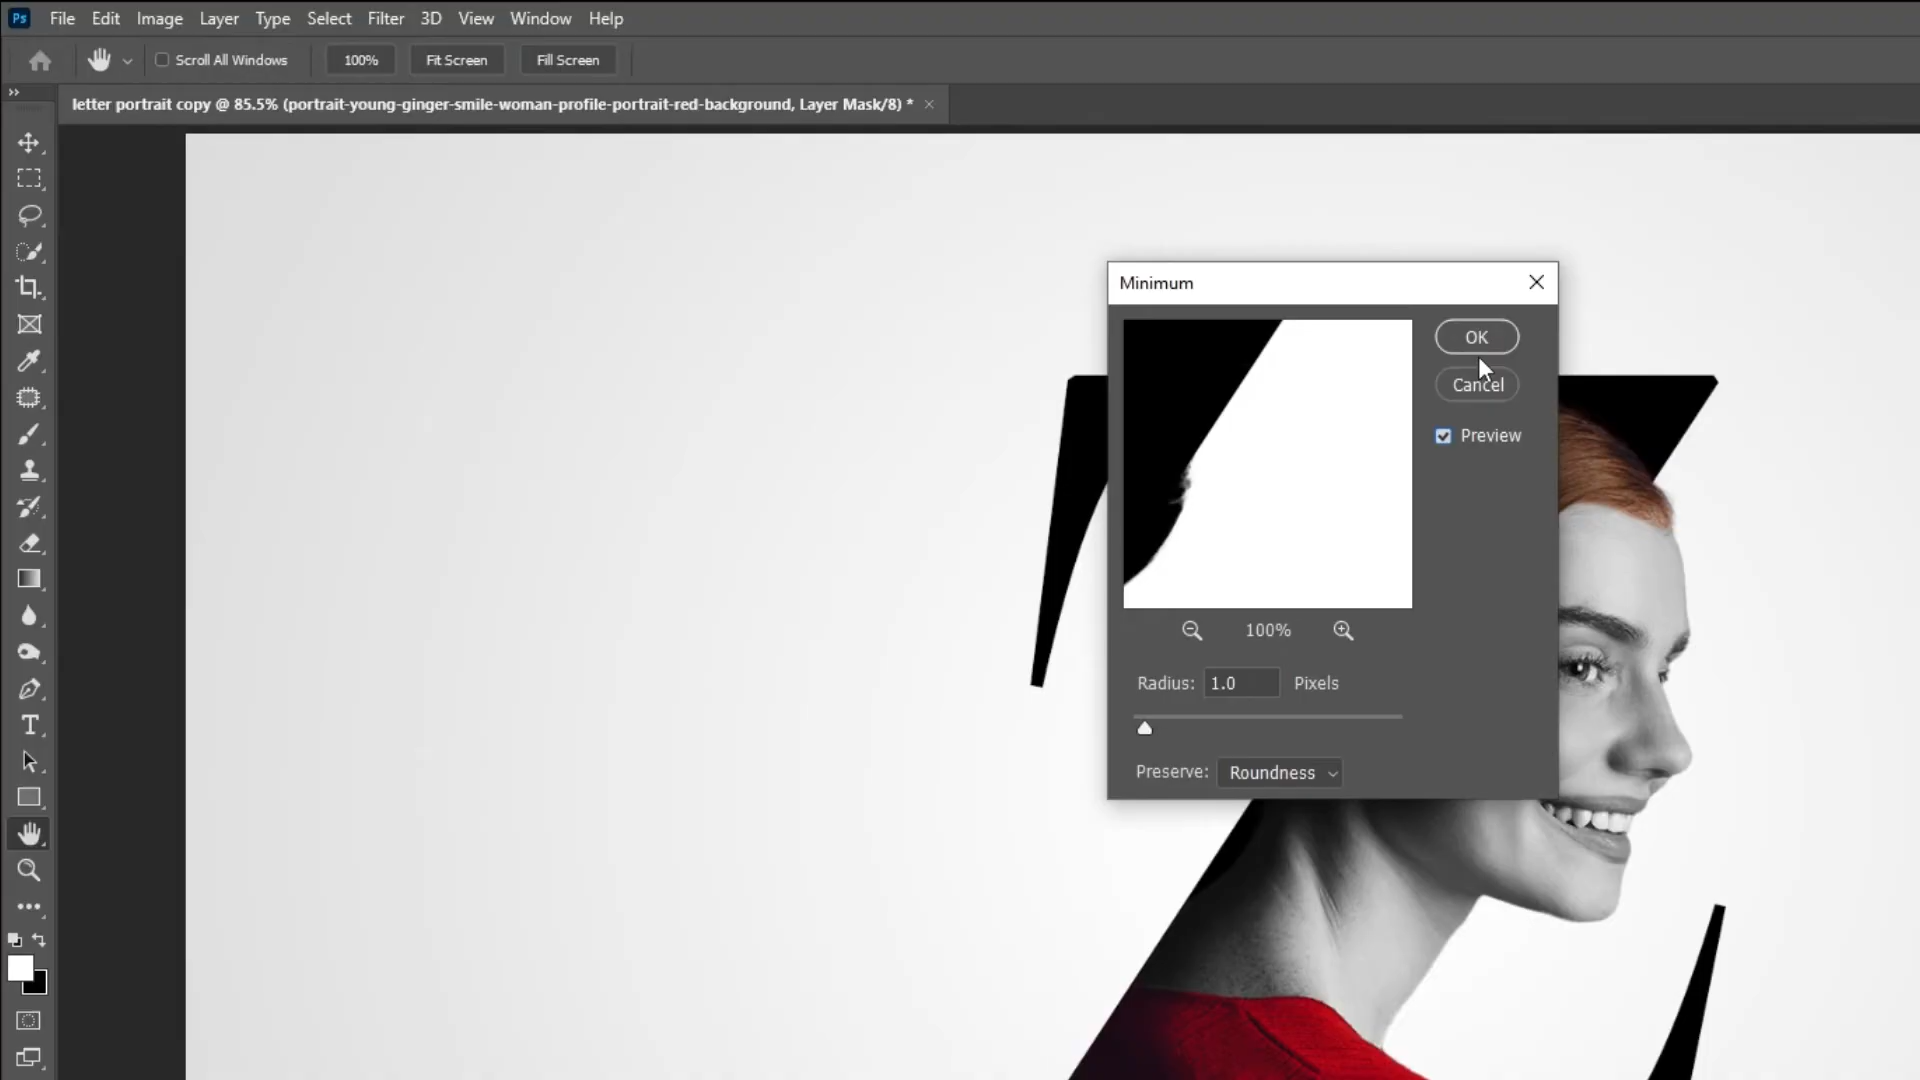 Ps File Edit Image Layer Type Select Filter 3D View Window Help
Scroll All Windows 100% Fit Screen Fill Screen
letter portrait copy @ 85.5% (portrait-young-ginger-smile-woman-profile-portrait-red-background, Layer Mask/8) *
Minimum
OK
Cancel
Preview
100%
Radius: 1.0 Pixels
Preserve: Roundness